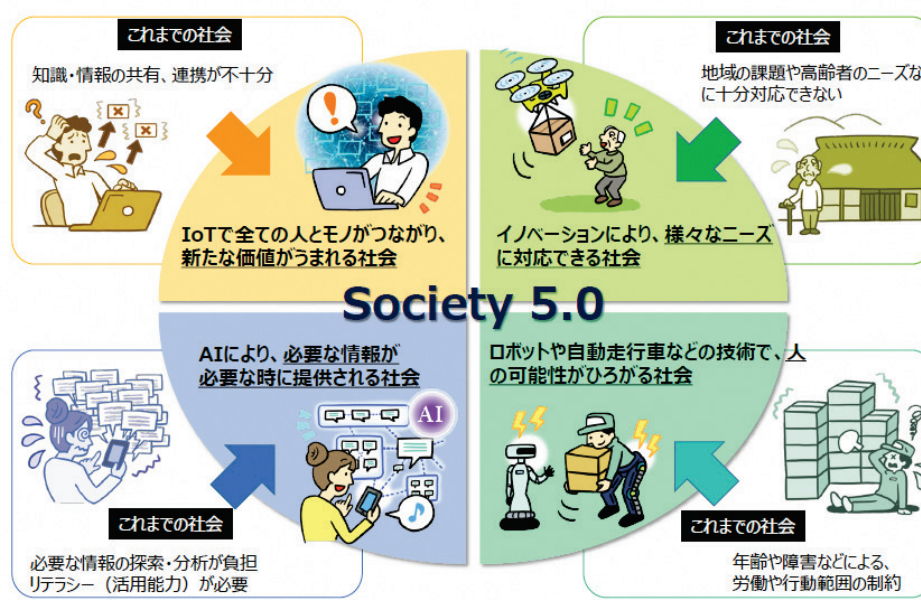 これまでの社会
知識・情報の共有、連携が不十分
IoTで全ての人とモノがつながり、
新たな価値がうまれる社会
これまでの社会
地域の課題や高齢者のニーズな
に十分対応できない
イノベーションにより、様々なニーズ
に対応できる社会
Society 5.0
AIにより、必要な情報が
必要な時に提供される社会
AI
これまでの社会
必要な情報の探索・分析が負担
リテラシー（活用能力）が必要
ロボットや自動走行車などの技術で、人
の可能性がひろがる社会
これまでの社会
年齢や障害などによる、
労働や行動範囲の制約